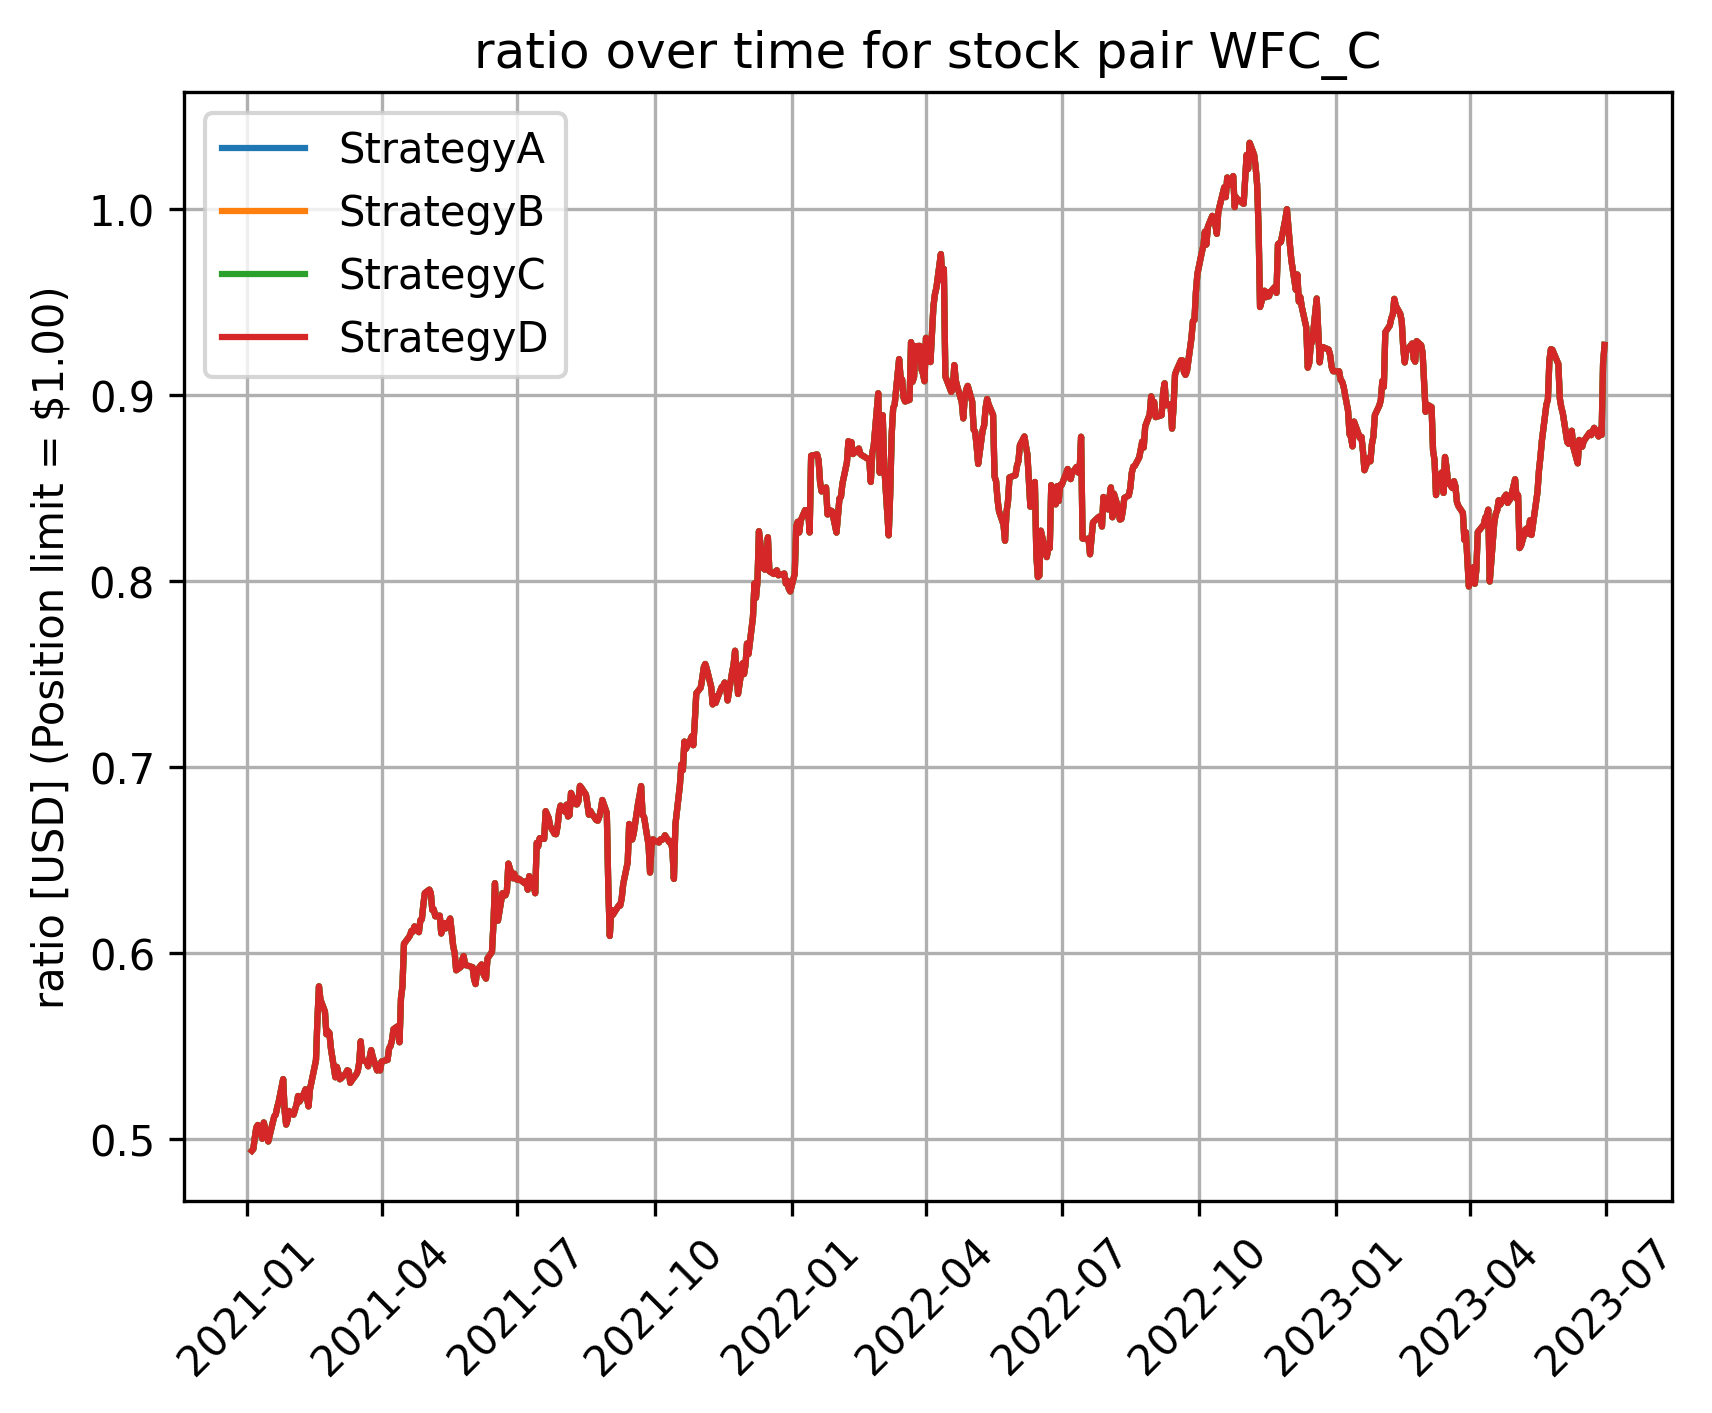 ratio over time for stock pair WFC_C
StrategyA
StrategyB
StrategyC
StrategyD
ratio [USD] (Position limit = $1.00)
1.0
0.9
0.8
0.7
0.6
0.5
2021-01
2021-04
2021-07
2021-10
2022-01
2022-04
2022-07
2022-10
2023-01
2023-04
2023-07